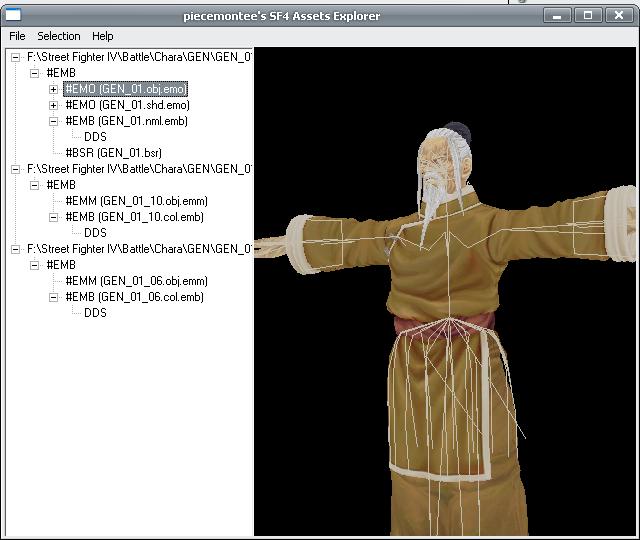 piecemontee's SF4 Assets Explorer
File Selection Help
F:\Street Fighter IV\Battle\Chara\GEN\GEN_0
#EMB
#EMO (GEN_01.obj.emo)
#EMO (GEN_01.shd.emo)
#EMB (GEN_01.nml.emb)
DDS
#BSR (GEN_01.bsr)
F:\Street Fighter IV\Battle\Chara\GEN\GEN_0
#EMB
#EMM (GEN_01_10.obj.emm)
#EMB (GEN_01_10.col.emb)
DDS
F:\Street Fighter IV\Battle\Chara\GEN\GEN_0
#EMB
#EMM (GEN_01_06.obj.emm)
#EMB (GEN_01_06.col.emb)
DDS